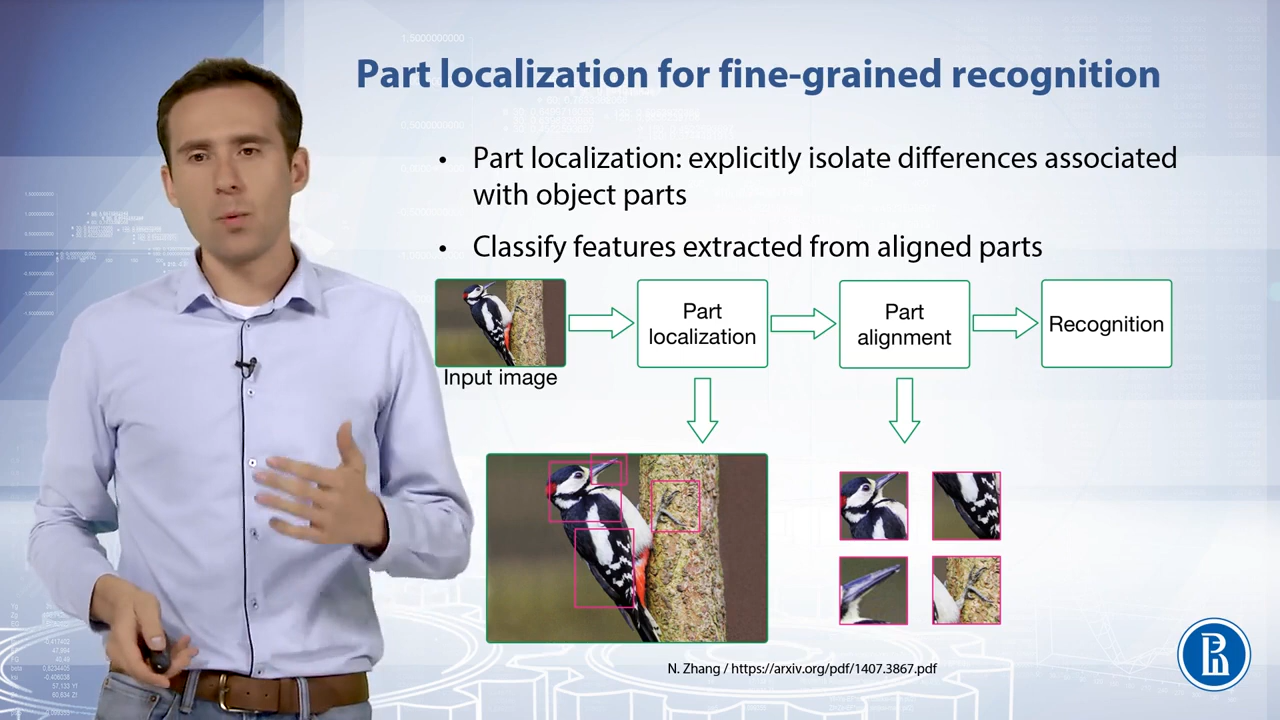 Part localization for fine-grained recognition
• Part localization: explicitly isolate differences associated
with object parts
• Classify features extracted from aligned parts
Input image
Part
localization
Part
alignment
Recognition
N. Zhang / https://arxiv.org/pdf/1407.3867.pdf